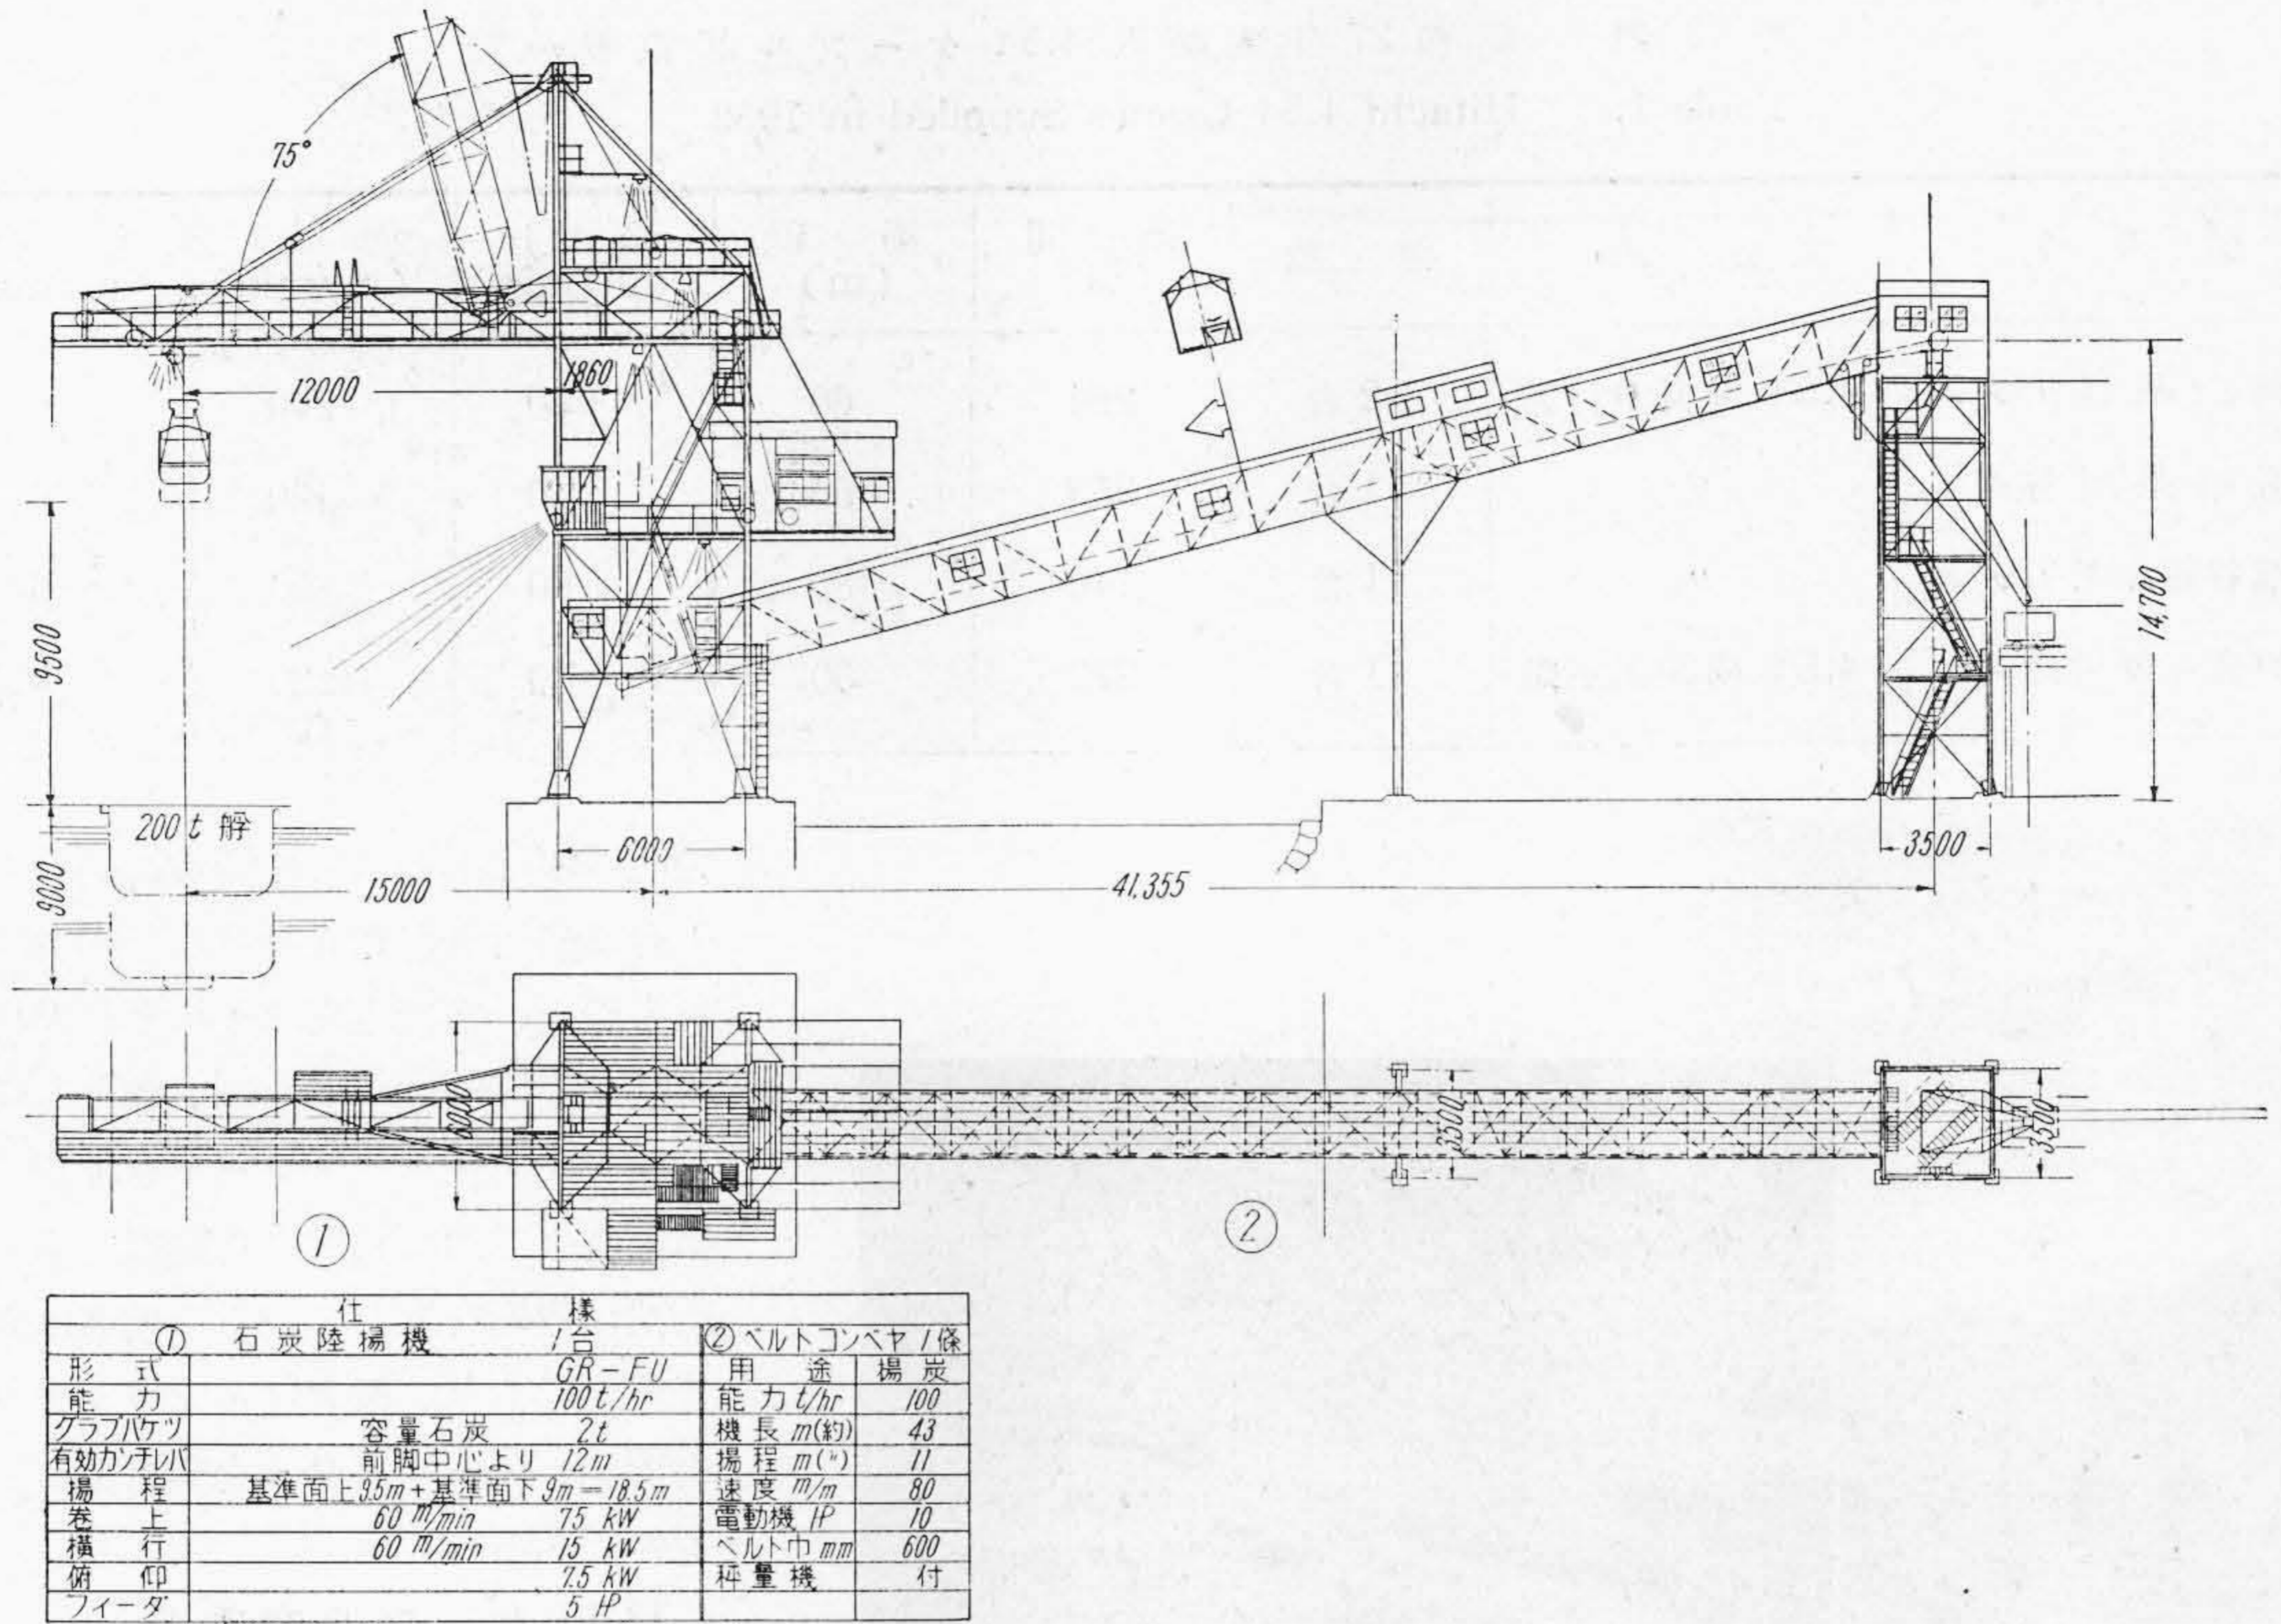 75°
12000
1860
9500
14,700
200t 艀
6000
3500
9000
15000
41,355
6000
3500
3500
① ②
仕 様
① 石炭陸揚機 1台 ② ベルトコンベヤ 1條
形式 GR-FU 用途 揚炭
能力 100t/hr 能力 t/hr 100
グラブバケツ 容量石炭 2t 機長 m(約) 43
有効カンチレバ 前脚中心より 12m 揚程 m(〃) 11
揚程 基準面上9.5m+基準面下9m=18.5m 速度 m/m 80
巻上 60 m/min 75 kW 電動機 HP 10
横行 60 m/min 15 kW ベルト巾 mm 600
俯仰 7.5 kW 秤量機 付
フィーダ 5 HP